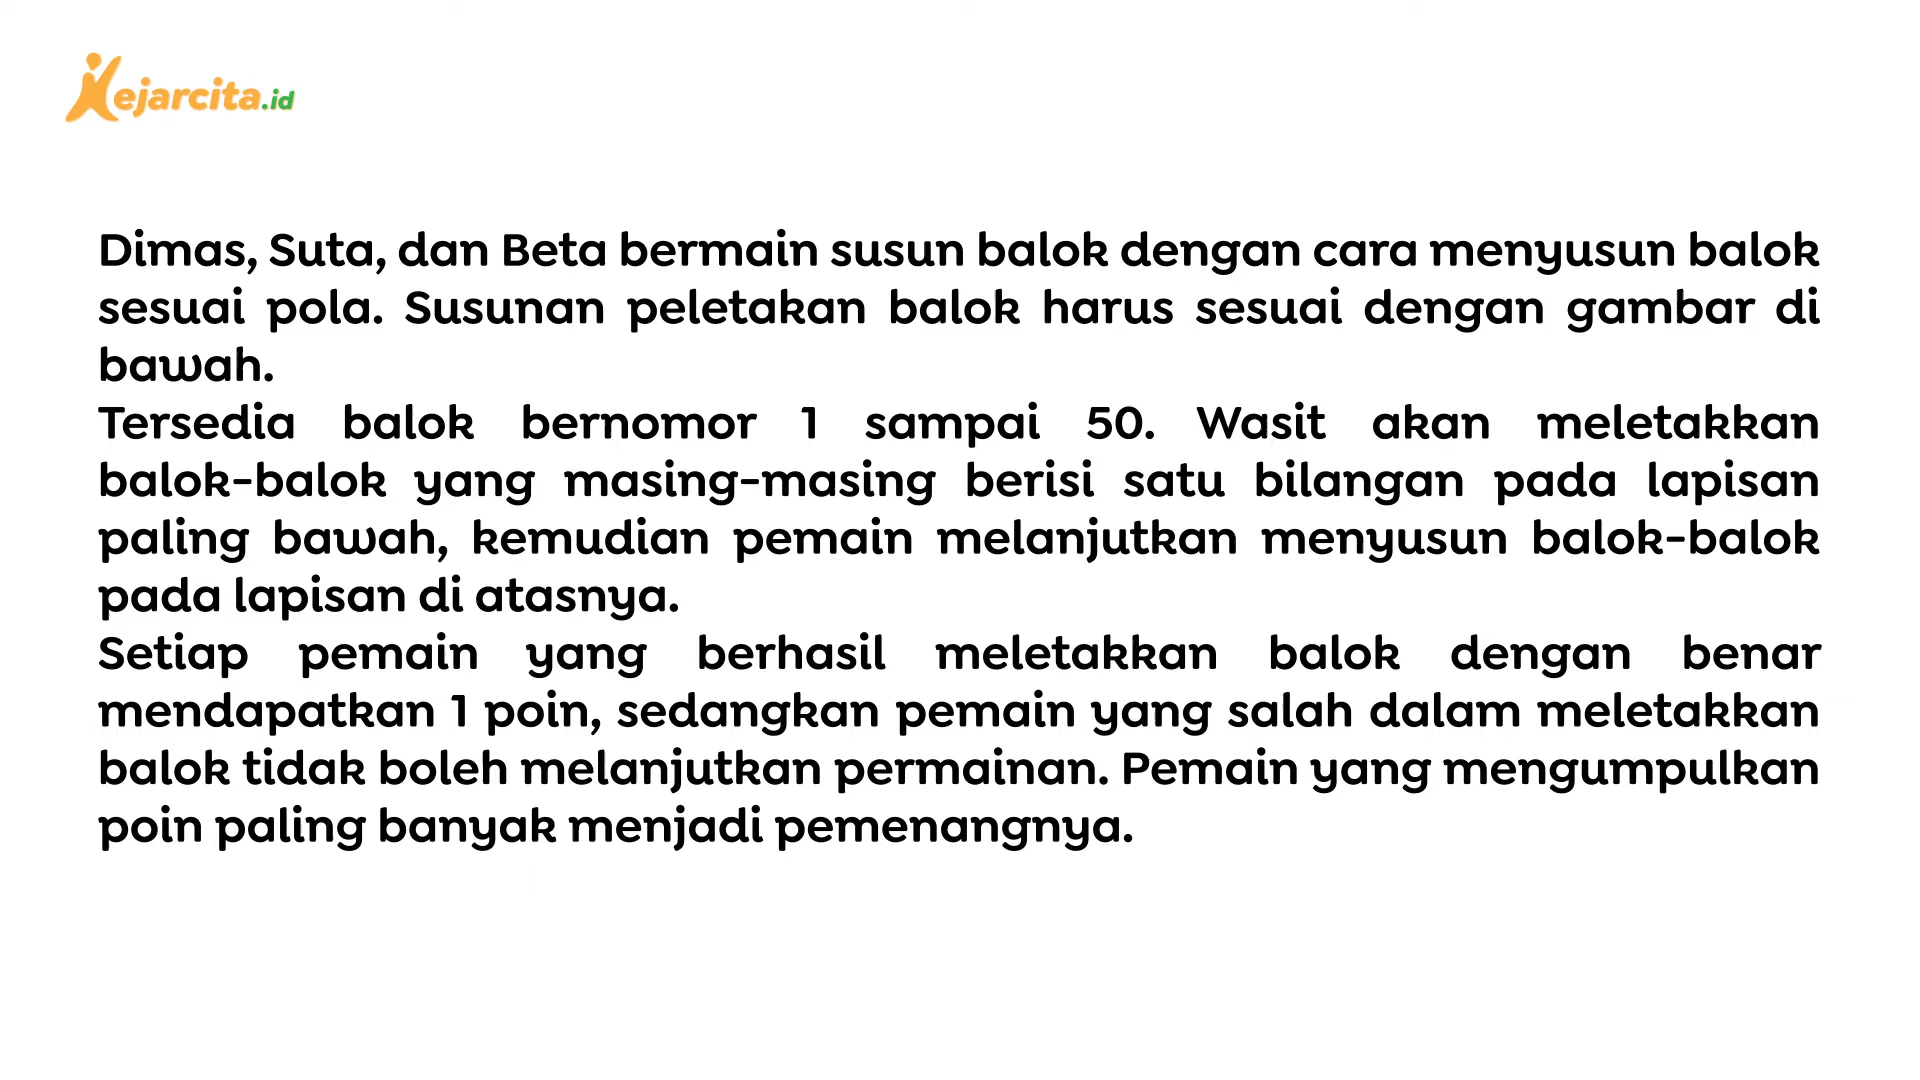 Kejarcita.id
Dimas, Suta, dan Beta bermain susun balok dengan cara menyusun balok
sesuai pola. Susunan peletakan balok harus sesuai dengan gambar di
bawah.
Tersedia balok bernomor 1 sampai 50. Wasit akan meletakkan
balok-balok yang masing-masing berisi satu bilangan pada lapisan
paling bawah, kemudian pemain melanjutkan menyusun balok-balok
pada lapisan di atasnya.
Setiap pemain yang berhasil meletakkan balok dengan benar
mendapatkan 1 poin, sedangkan pemain yang salah dalam meletakkan
balok tidak boleh melanjutkan permainan. Pemain yang mengumpulkan
poin paling banyak menjadi pemenangnya.